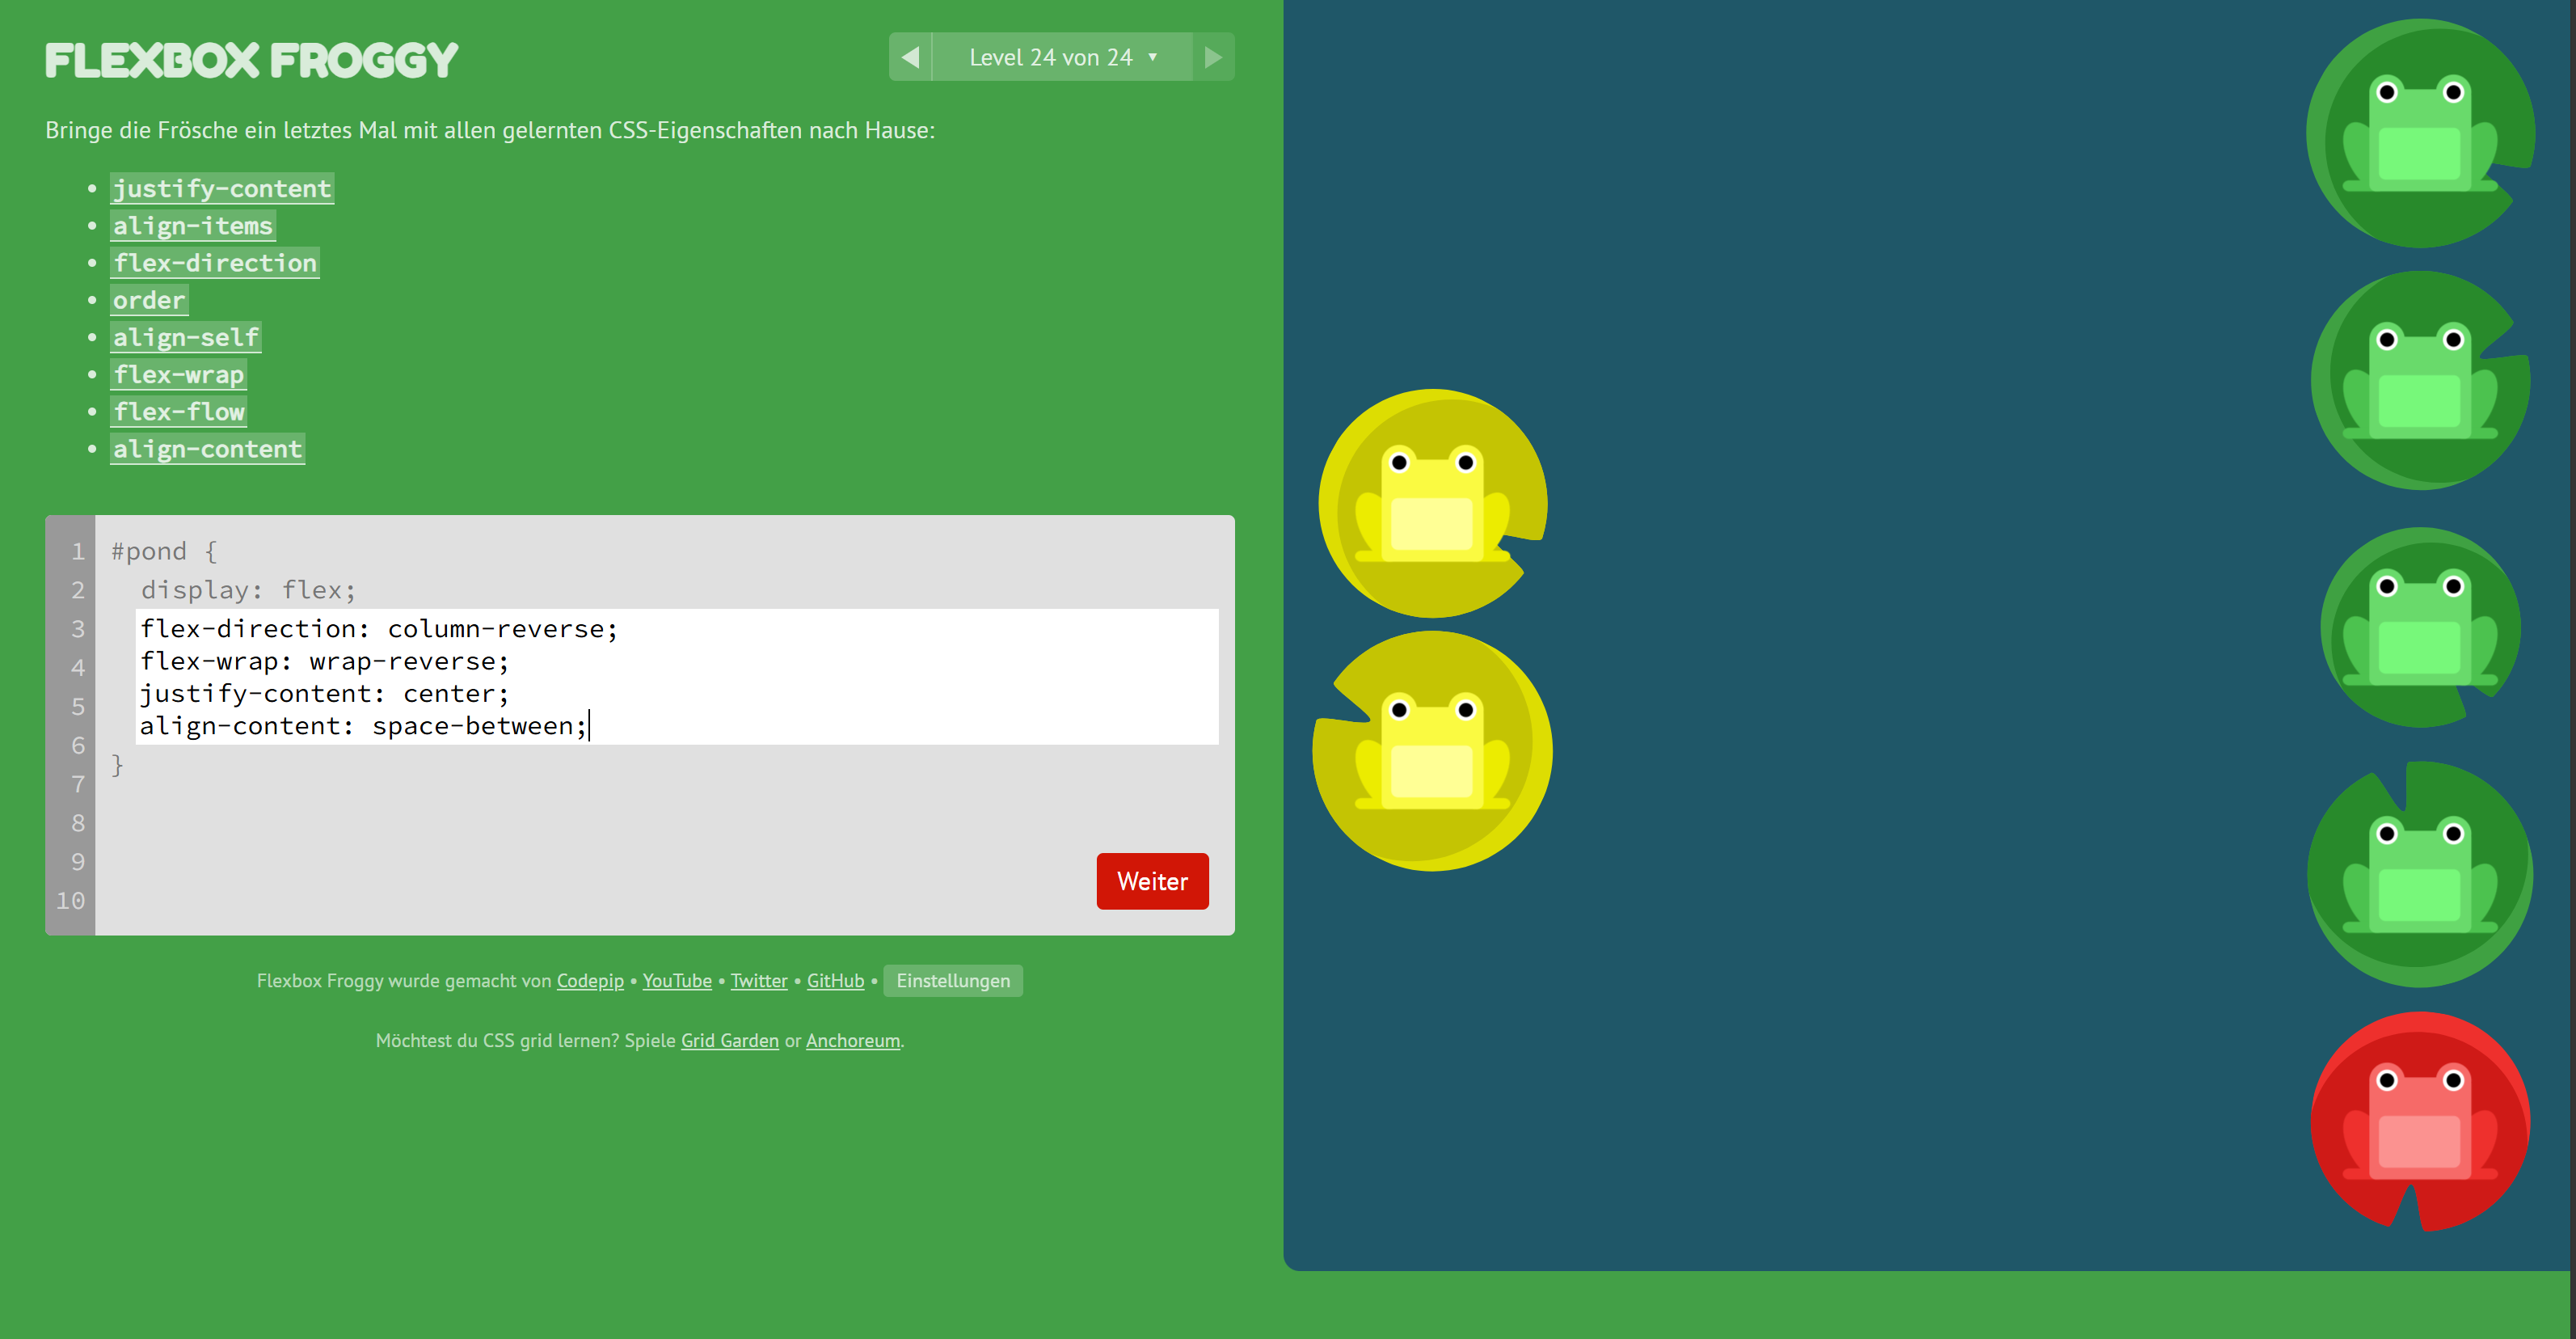 FLEXBOX FROGGY
Level 24 von 24
Bringe die Frösche ein letztes Mal mit allen gelernten CSS-Eigenschaften nach Hause:
justify-content
align-items
flex-direction
order
align-self
flex-wrap
flex-flow
align-content
1 #pond {
2 display: flex;
3 flex-direction: column-reverse;
4 flex-wrap: wrap-reverse;
5 justify-content: center;
6 align-content: space-between;
7 }
8
9
10
Weiter
Flexbox Froggy wurde gemacht von Codepip • YouTube • Twitter • GitHub • Einstellungen
Möchtest du CSS grid lernen? Spiele Grid Garden or Anchoreum.